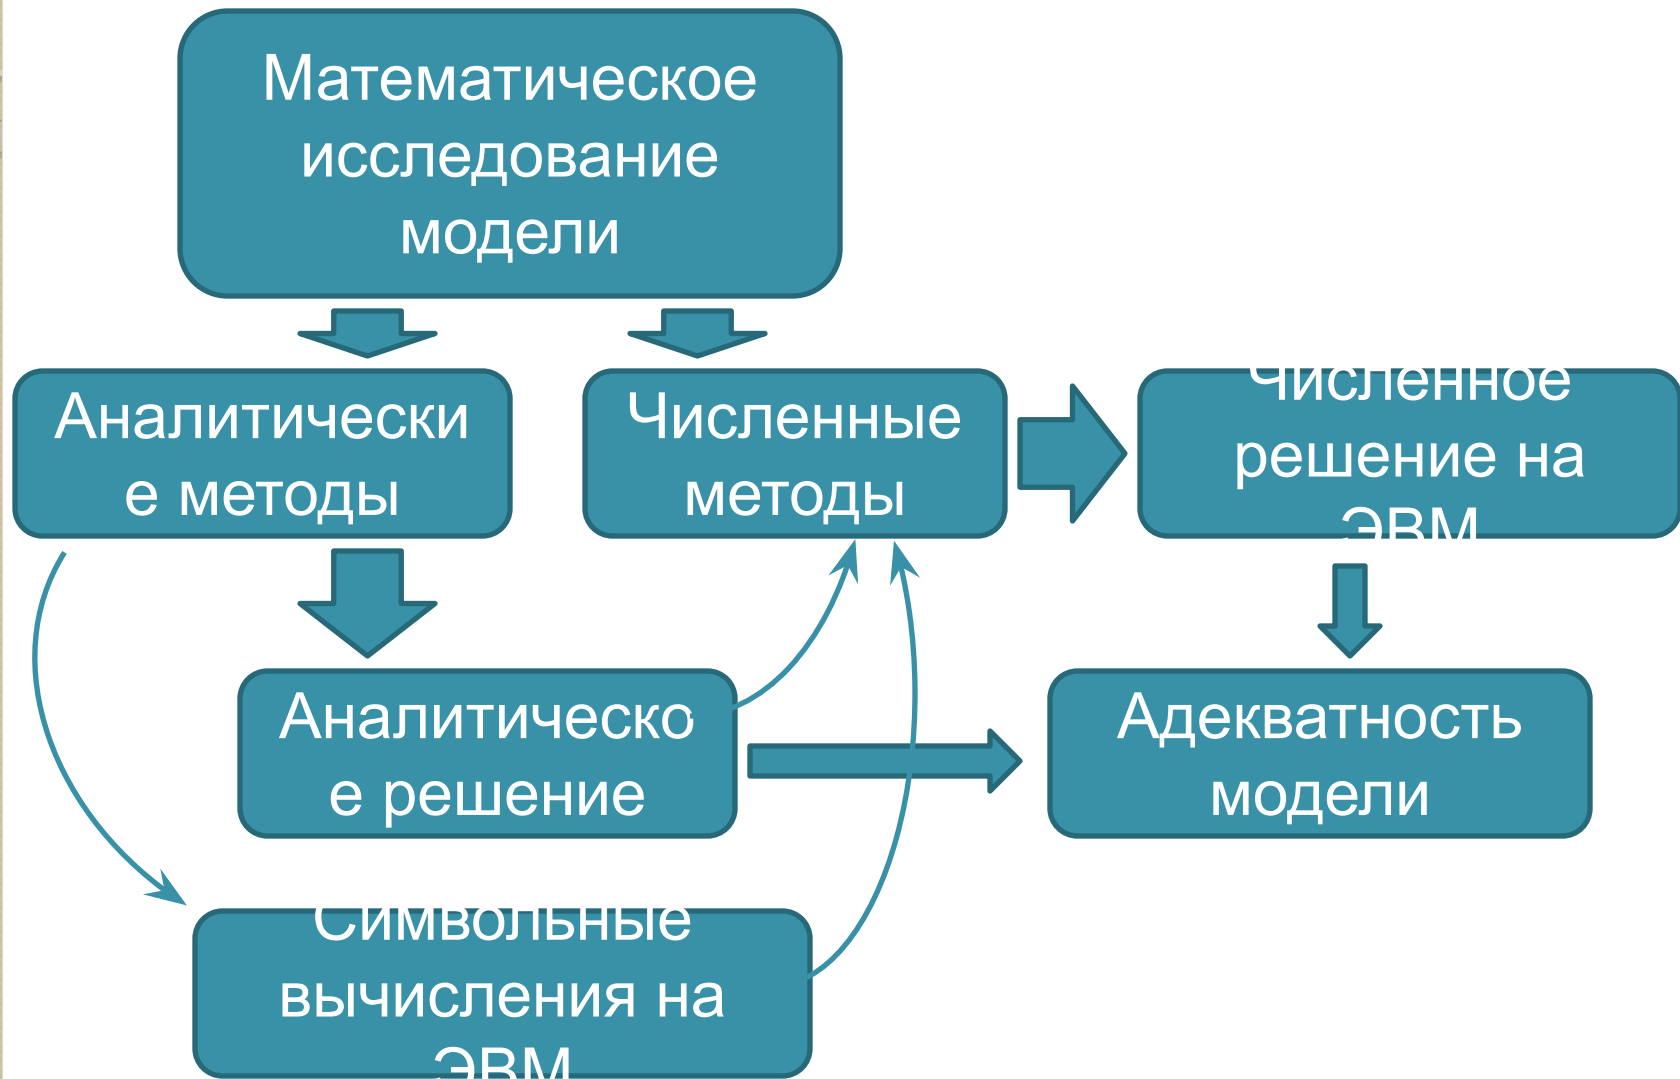 Математическое
исследование
модели
Аналитически
е методы
Численные
методы
Численное
решение на
ЭВМ
Аналитическо
е решение
Адекватность
модели
Символьные
вычисления на
ЭВМ